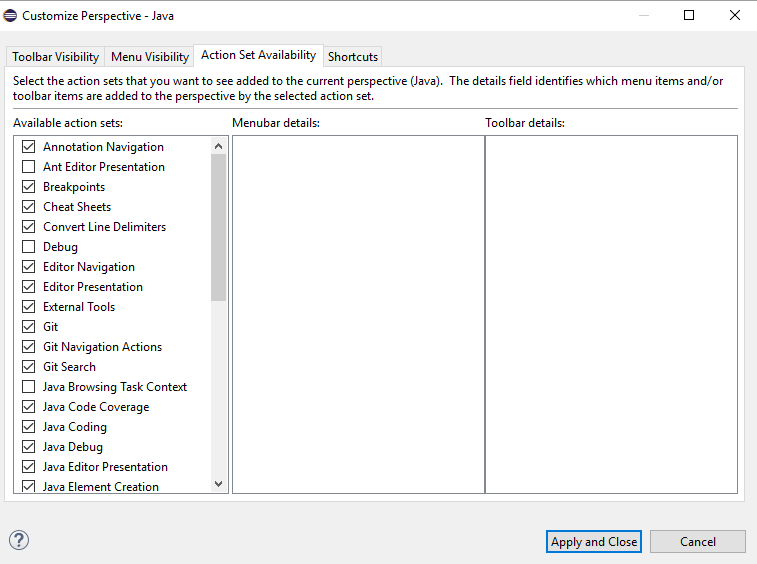 Customize Perspective - Java
Toolbar Visibility
Menu Visibility
Action Set Availability
Shortcuts
Select the action sets that you want to see added to the current perspective (Java).  The details field identifies which menu items and/or
toolbar items are added to the perspective by the selected action set.
Available action sets:
Menubar details:
Toolbar details:
Annotation Navigation
Ant Editor Presentation
Breakpoints
Cheat Sheets
Convert Line Delimiters
Debug
Editor Navigation
Editor Presentation
External Tools
Git
Git Navigation Actions
Git Search
Java Browsing Task Context
Java Code Coverage
Java Coding
Java Debug
Java Editor Presentation
Java Element Creation
?
Apply and Close
Cancel